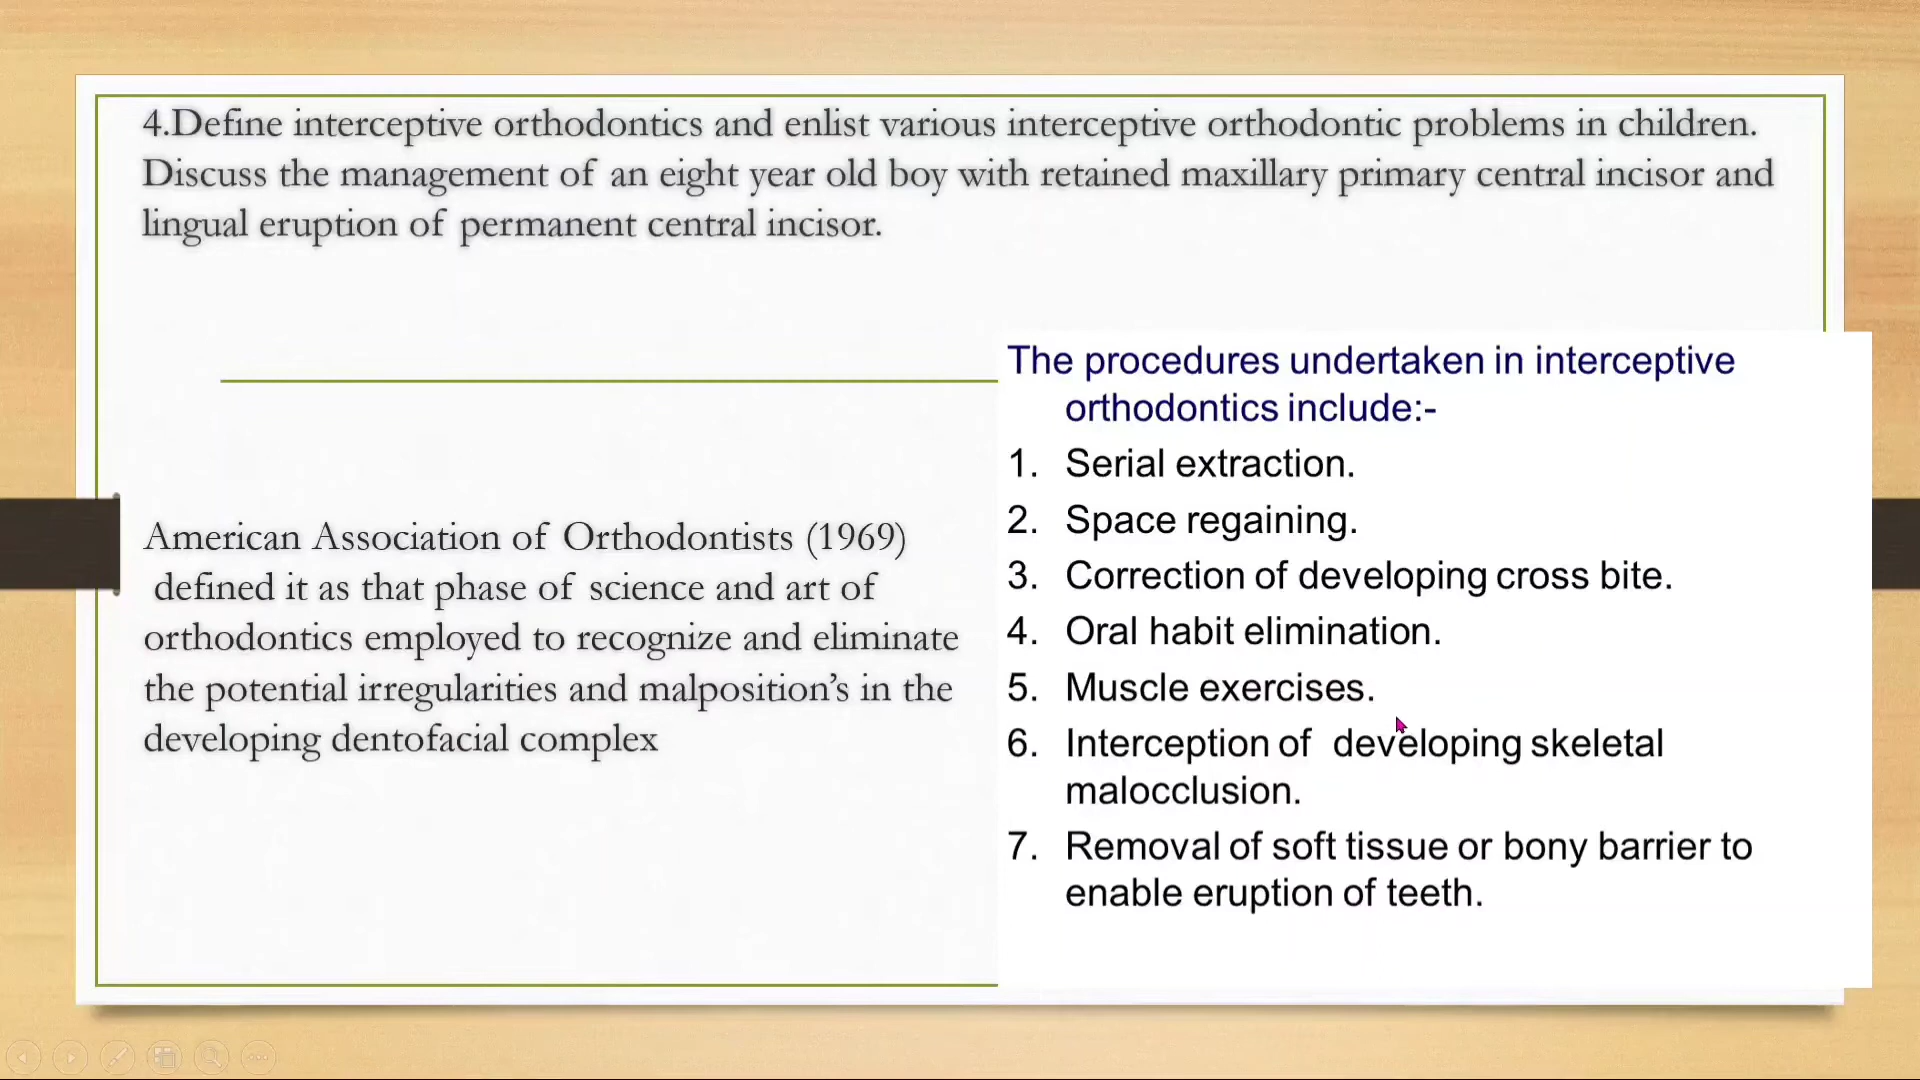 4.Define interceptive orthodontics and enlist various interceptive orthodontic problems in children.
Discuss the management of an eight year old boy with retained maxillary primary central incisor and
lingual eruption of permanent central incisor.
American Association of Orthodontists (1969)
defined it as that phase of science and art of
orthodontics employed to recognize and eliminate
the potential irregularities and malposition’s in the
developing dentofacial complex
The procedures undertaken in interceptive
orthodontics include:-
1. Serial extraction.
2. Space regaining.
3. Correction of developing cross bite.
4. Oral habit elimination.
5. Muscle exercises.
6. Interception of developing skeletal
malocclusion.
7. Removal of soft tissue or bony barrier to
enable eruption of teeth.